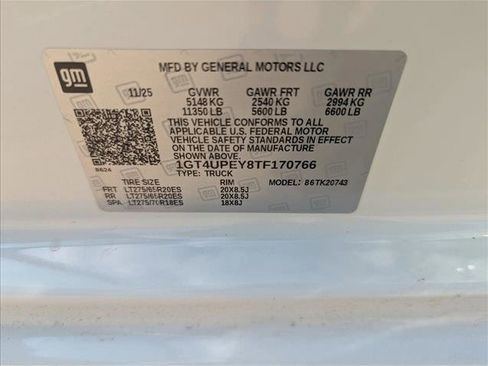 gm
MFD BY GENERAL MOTORS LLC
11/25 GVWR GAWR FRT GAWR RR
5148 KG 2540 KG 2994 KG
11350 LB 5600 LB 6600 LB
THIS VEHICLE CONFORMS TO ALL
APPLICABLE U.S. FEDERAL MOTOR
VEHICLE SAFETY STANDARDS IN EFFECT
ON THE DATE OF MANUFACTURE SHOWN ABOVE.
1GT4UPEY8TF170766
8624 TYPE: TRUCK
TIRE SIZE RIM MODEL: 86TK20743
FRT LT275/65R20ES 20X8.5J
RR LT275/65R20ES 20X8.5J
SPA LT275/70R18ES 18X8J